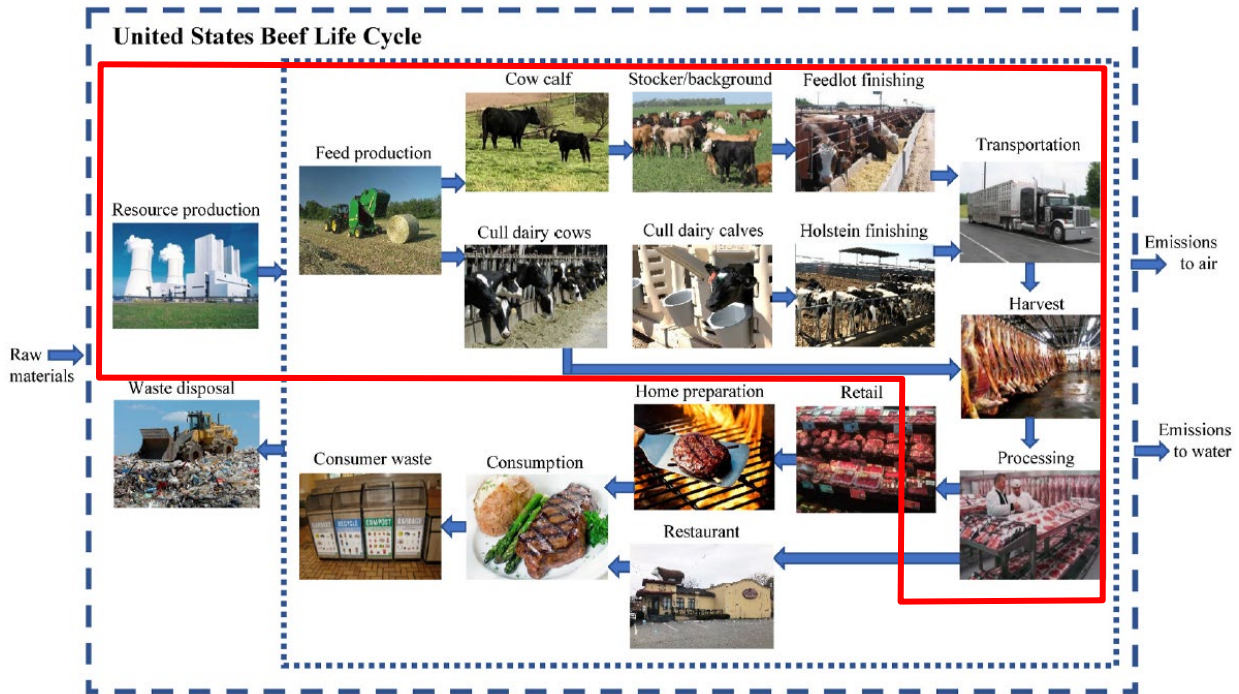 United States Beef Life Cycle
Cow calf
Stocker/background
Feedlot finishing
Feed production
Transportation
Resource production
Cull dairy cows
Cull dairy calves
Holstein finishing
Emissions
to air
Harvest
Raw
materials
Waste disposal
Home preparation
Retail
Emissions
to water
Consumer waste
Consumption
Processing
RECYCLE
COMPOST
Restaurant